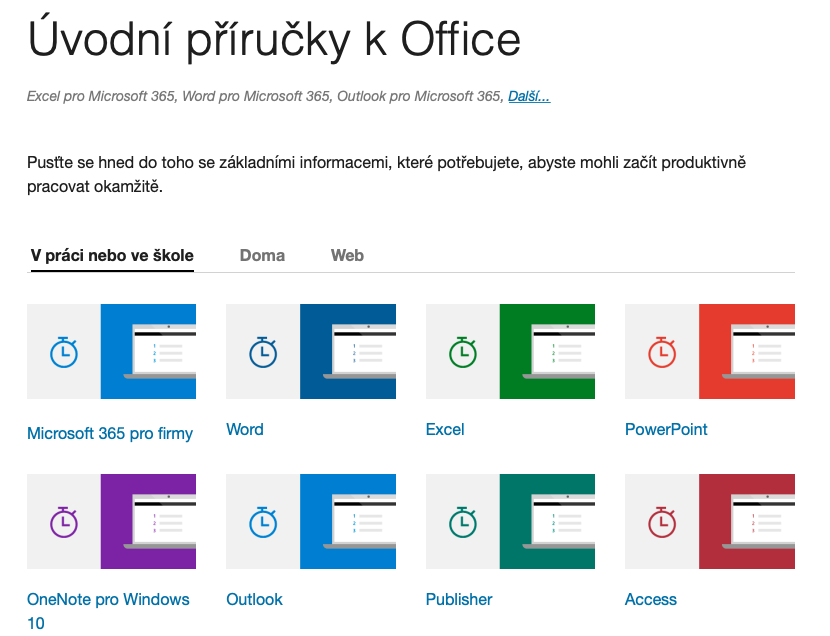 Úvodní příručky k Office
Excel pro Microsoft 365, Word pro Microsoft 365, Outlook pro Microsoft 365, Další...
Pusťte se hned do toho se základními informacemi, které potřebujete, abyste mohli začít produktivně
pracovat okamžitě.
V práci nebo ve škole Doma Web
Microsoft 365 pro firmy Word Excel PowerPoint
OneNote pro Windows
10
Outlook Publisher Access